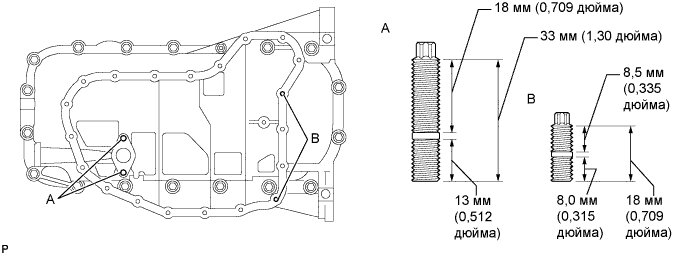 18 мм (0,709 дюйма)
A
33 мм (1,30 дюйма)
8,5 мм
(0,335
дюйма)
B
B
A
13 мм
(0,512
дюйма)
8,0 мм
(0,315
дюйма)
18 мм
(0,709
дюйма)
P